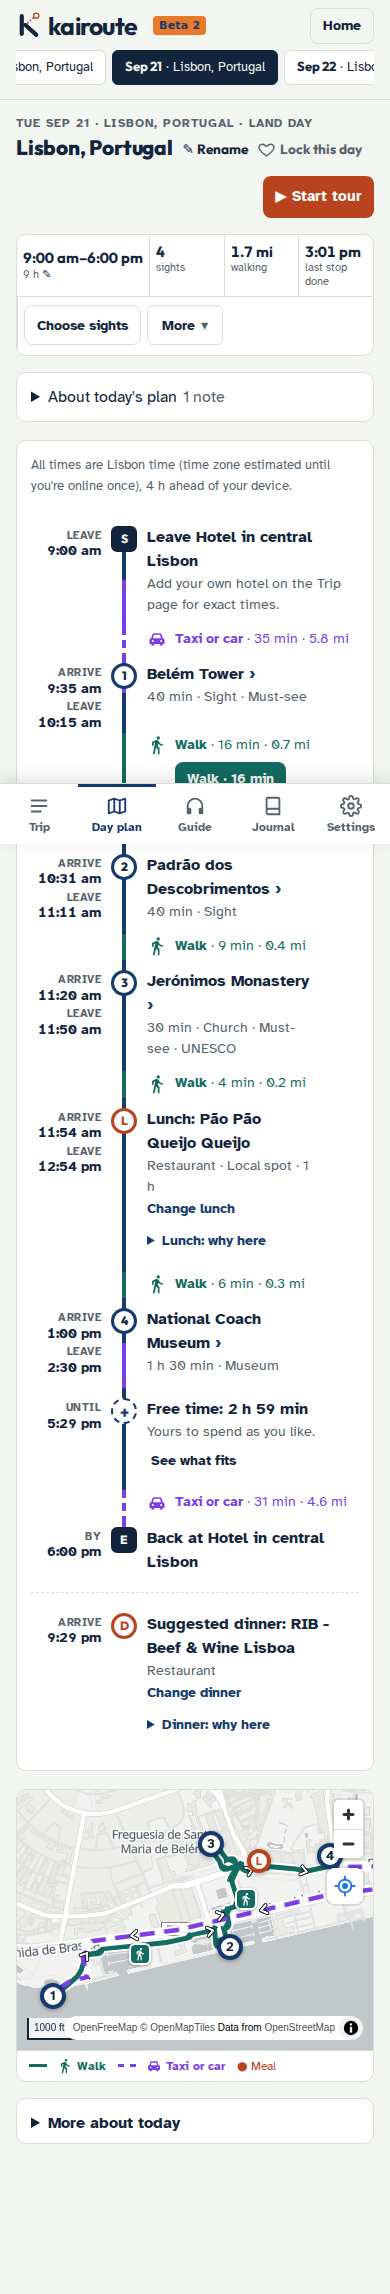 kairoute Beta 2 Home
sbon, Portugal Sep 21 · Lisbon, Portugal Sep 22 · Lisbo
TUE SEP 21 · LISBON, PORTUGAL · LAND DAY
Lisbon, Portugal ✎ Rename Lock this day
▶ Start tour
9:00 am–6:00 pm 4 1.7 mi 3:01 pm
9 h ✎ sights walking last stop
done
Choose sights More ▾
▶ About today's plan 1 note
All times are Lisbon time (time zone estimated until
you're online once), 4 h ahead of your device.
LEAVE S Leave Hotel in central
9:00 am Lisbon
Add your own hotel on the Trip
page for exact times.
Taxi or car · 35 min · 5.8 mi
ARRIVE 1 Belém Tower ›
9:35 am 40 min · Sight · Must-see
LEAVE
10:15 am
Walk · 16 min · 0.7 mi
Walk · 16 min
Trip Day plan Guide Journal Settings
ARRIVE 2 Padrão dos
10:31 am Descobrimentos ›
LEAVE 40 min · Sight
11:11 am
Walk · 9 min · 0.4 mi
ARRIVE 3 Jerónimos Monastery
11:20 am ›
LEAVE 30 min · Church · Must-
11:50 am see · UNESCO
Walk · 4 min · 0.2 mi
ARRIVE L Lunch: Pão Pão
11:54 am Queijo Queijo
LEAVE Restaurant · Local spot · 1
12:54 pm h
Change lunch
▶ Lunch: why here
Walk · 6 min · 0.3 mi
ARRIVE 4 National Coach
1:00 pm Museum ›
LEAVE 1 h 30 min · Museum
2:30 pm
UNTIL + Free time: 2 h 59 min
5:29 pm Yours to spend as you like.
See what fits
Taxi or car · 31 min · 4.6 mi
BY E Back at Hotel in central
6:00 pm Lisbon
ARRIVE D Suggested dinner: RIB -
9:29 pm Beef & Wine Lisboa
Restaurant
Change dinner
▶ Dinner: why here
+
Freguesia de Sant 3
Maria de Belém L 4 −
nida de Bras 2
1
1000 ft OpenFreeMap © OpenMapTiles Data from OpenStreetMap
Walk Taxi or car Meal
▶ More about today